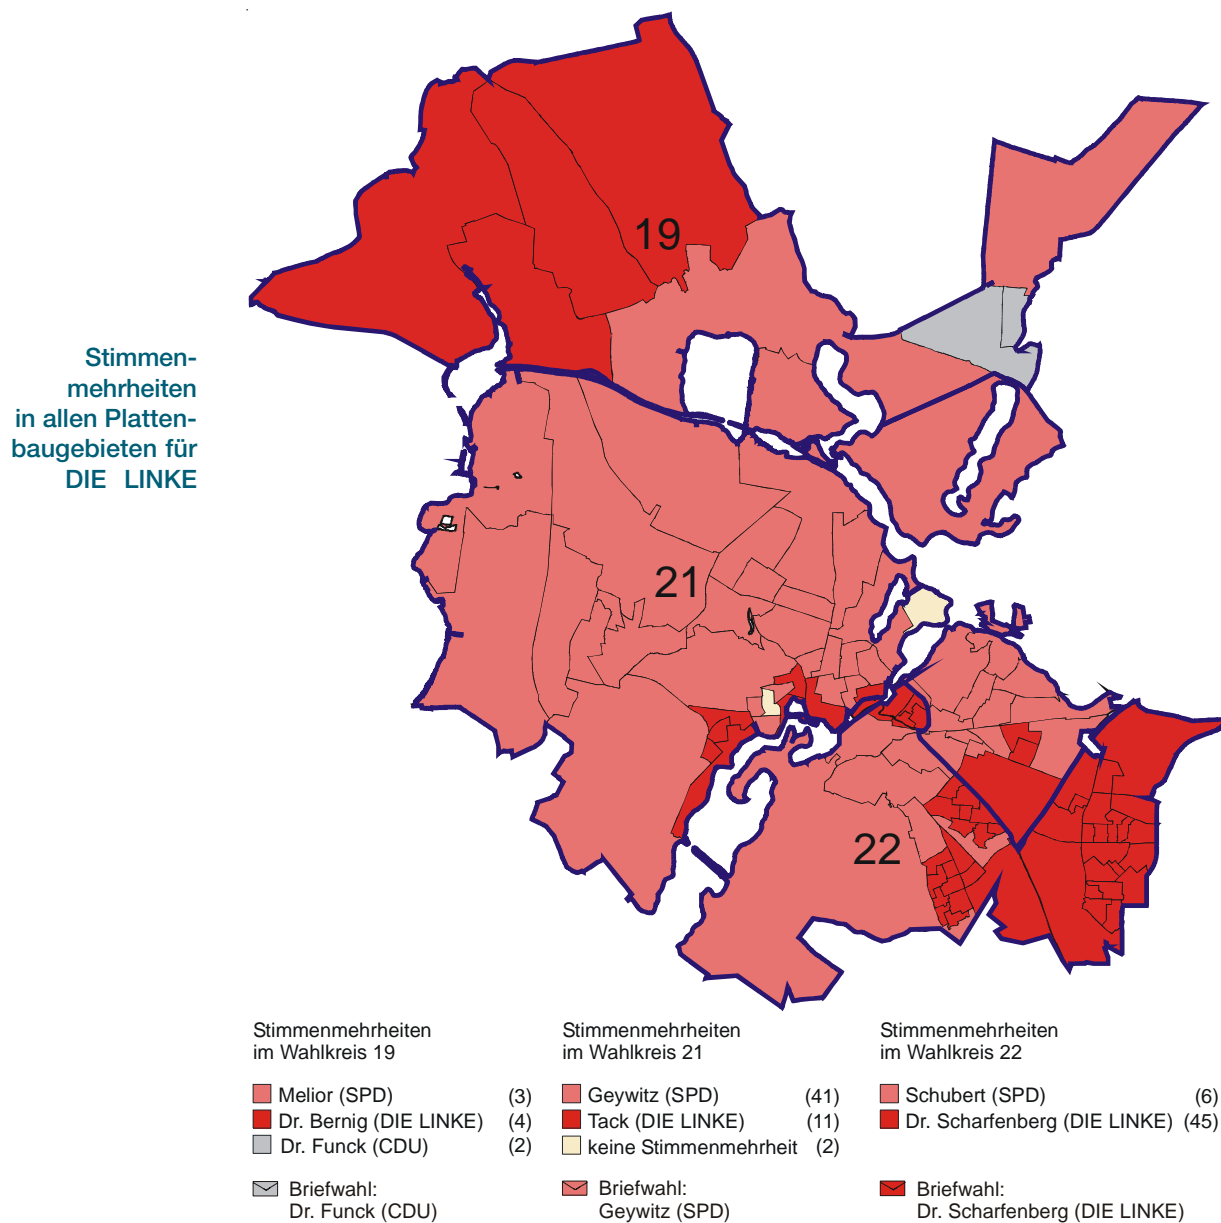 Stimmen-
mehrheiten
in allen Platten-
baugebieten für
DIE LINKE
19
21
22
Stimmenmehrheiten
im Wahlkreis 19
Melior (SPD) (3)
Dr. Bernig (DIE LINKE) (4)
Dr. Funck (CDU) (2)
Briefwahl:
Dr. Funck (CDU)
Stimmenmehrheiten
im Wahlkreis 21
Geywitz (SPD) (41)
Tack (DIE LINKE) (11)
keine Stimmenmehrheit (2)
Briefwahl:
Geywitz (SPD)
Stimmenmehrheiten
im Wahlkreis 22
Schubert (SPD) (6)
Dr. Scharfenberg (DIE LINKE) (45)
Briefwahl:
Dr. Scharfenberg (DIE LINKE)